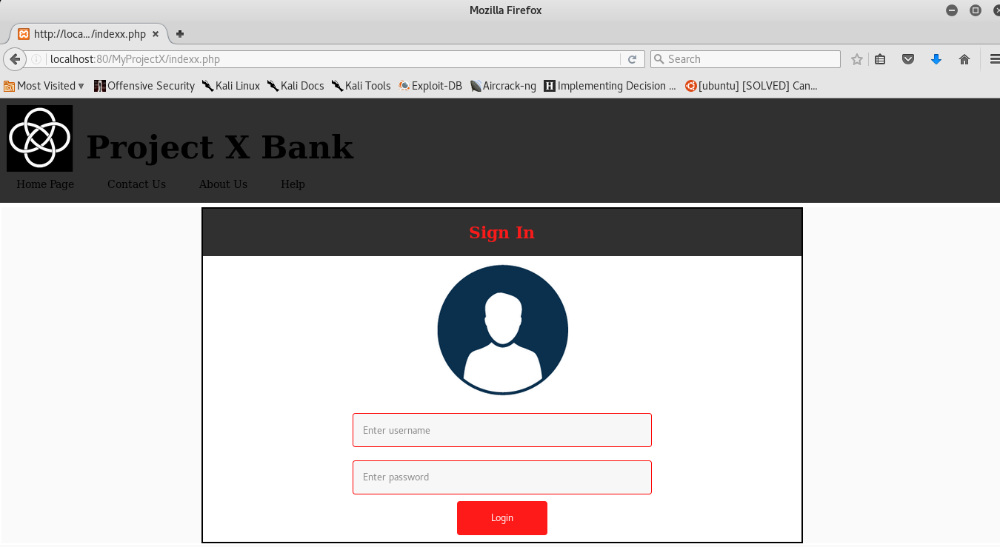 Mozilla Firefox
http://loca.../indexx.php
localhost:80/MyProjectX/indexx.php Search
Most Visited Offensive Security Kali Linux Kali Docs Kali Tools Exploit-DB Aircrack-ng Implementing Decision ... [ubuntu] [SOLVED] Can...
Project X Bank
Home Page Contact Us About Us Help
Sign In
Enter username
Enter password
Login